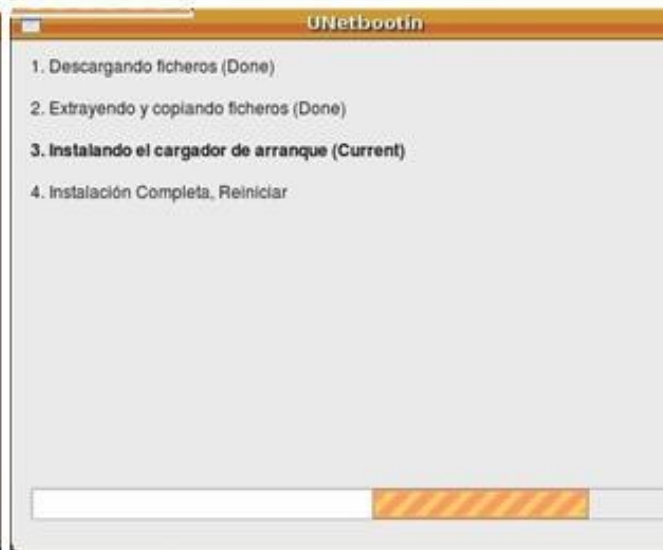 UNetbootin
1. Descargando ficheros (Done)
2. Extrayendo y copiando ficheros (Done)
3. Instalando el cargador de arranque (Current)
4. Instalación Completa, Reiniciar